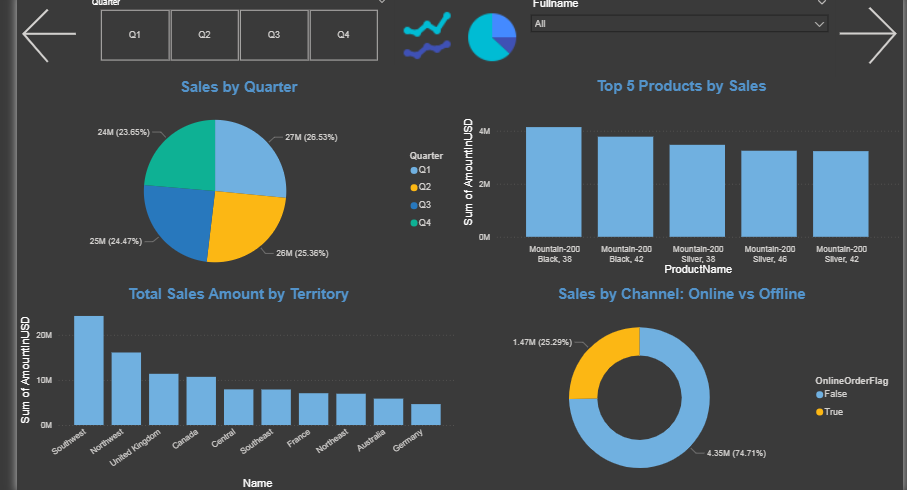 Quarter
Q1
Q2
Q3
Q4
Fullname
All
Sales by Quarter
24M (23.65%)
27M (26.53%)
25M (24.47%)
26M (25.36%)
Quarter
Q1
Q2
Q3
Q4
Top 5 Products by Sales
Sum of AmountInUSD
4M
2M
0M
Mountain-200
Black, 38
Mountain-200
Black, 42
Mountain-200
Silver, 38
Mountain-200
Silver, 46
Mountain-200
Silver, 42
ProductName
Total Sales Amount by Territory
Sum of AmountInUSD
20M
10M
0M
Southwest
Northwest
United Kingdom
Canada
Central
Southeast
France
Northeast
Australia
Germany
Name
Sales by Channel: Online vs Offline
1.47M (25.29%)
4.35M (74.71%)
OnlineOrderFlag
False
True